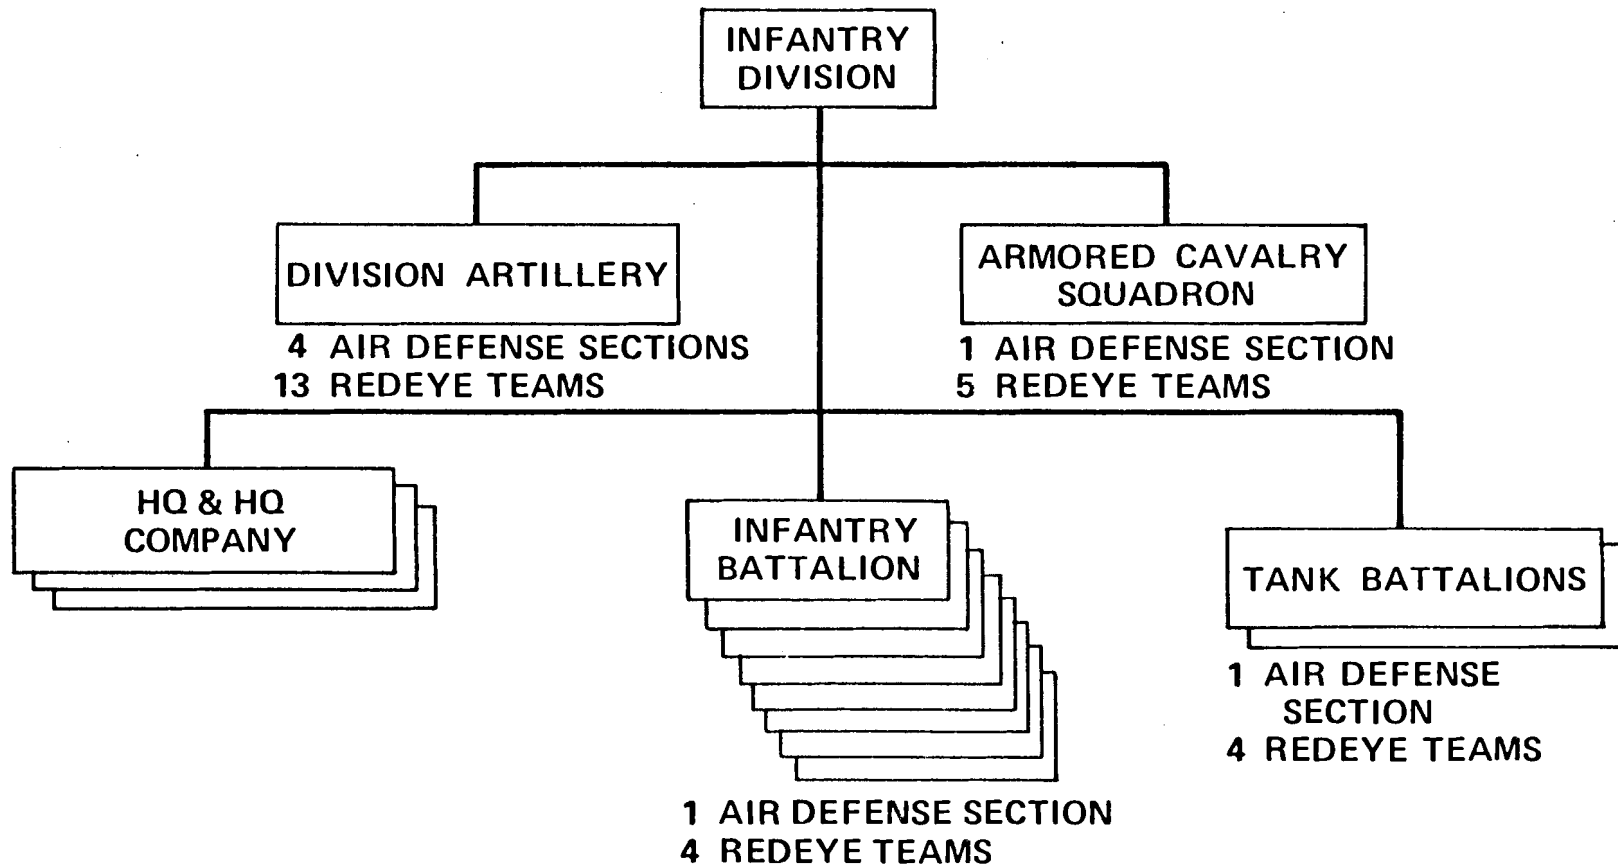 INFANTRY
DIVISION
DIVISION ARTILLERY
4 AIR DEFENSE SECTIONS
13 REDEYE TEAMS
ARMORED CAVALRY
SQUADRON
1 AIR DEFENSE SECTION
5 REDEYE TEAMS
HQ & HQ
COMPANY
INFANTRY
BATTALION
1 AIR DEFENSE SECTION
4 REDEYE TEAMS
TANK BATTALIONS
1 AIR DEFENSE
SECTION
4 REDEYE TEAMS